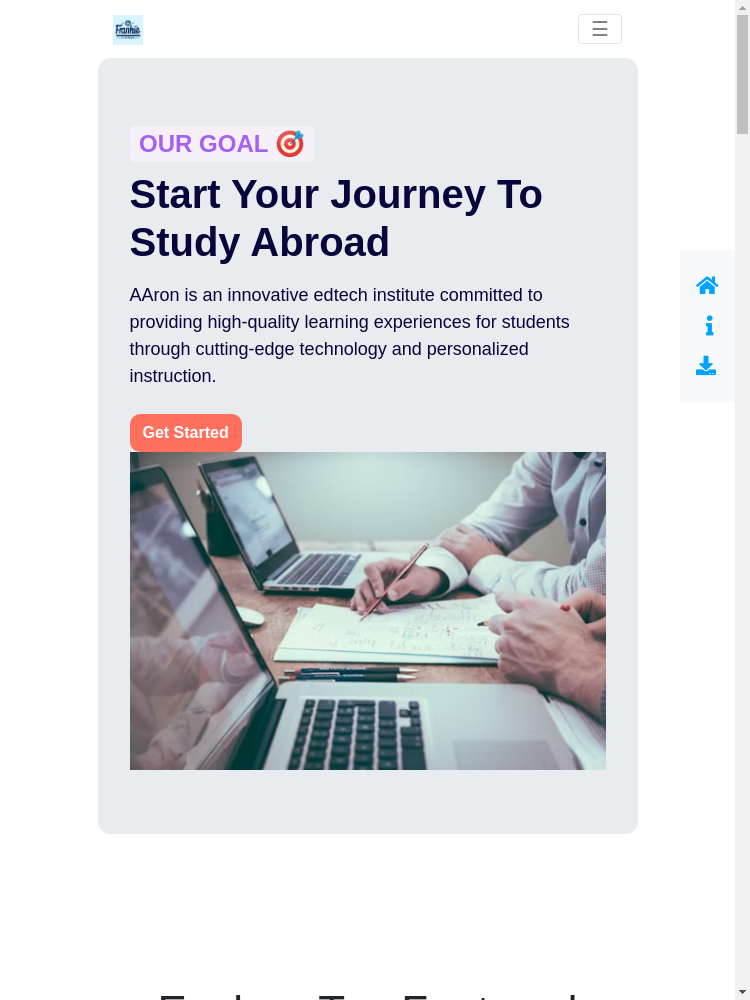 Frankie
OUR GOAL 🎯
Start Your Journey To
Study Abroad
AAron is an innovative edtech institute committed to
providing high-quality learning experiences for students
through cutting-edge technology and personalized
instruction.
Get Started